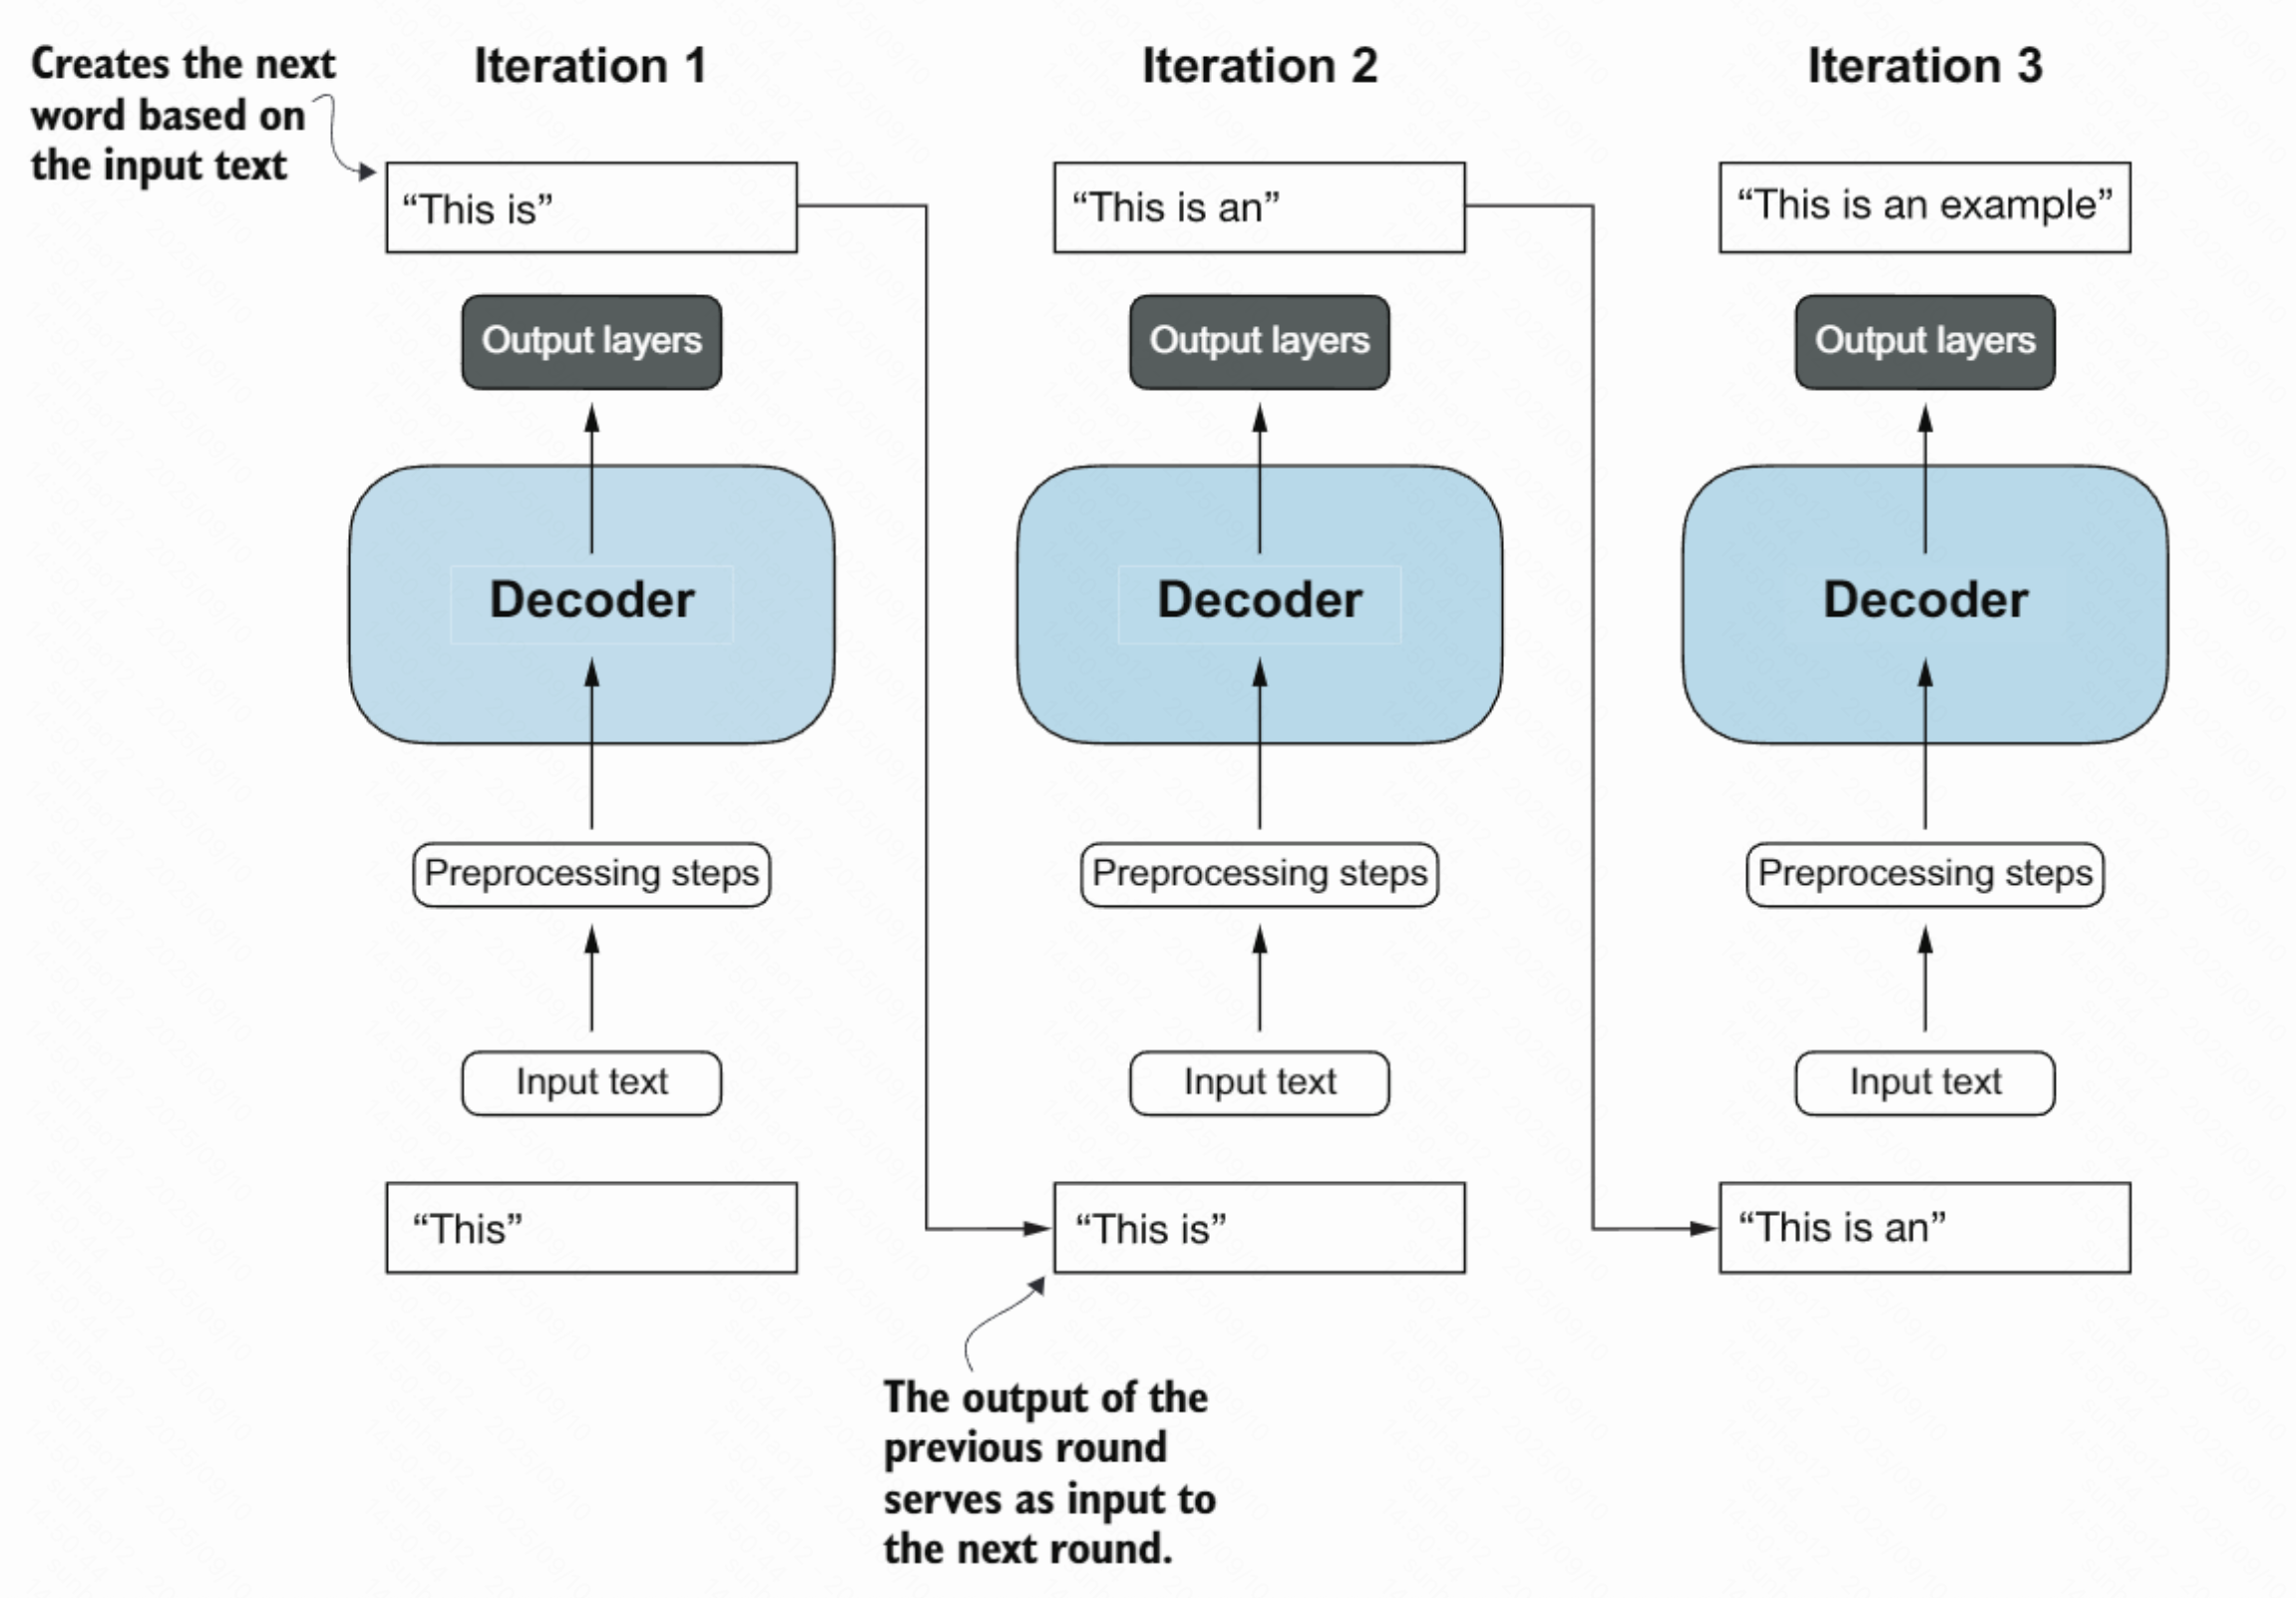 Creates the next
word based on
the input text
Iteration 1
“This is”
Output layers
Decoder
Preprocessing steps
Input text
“This”
Iteration 2
“This is an”
Output layers
Decoder
Preprocessing steps
Input text
“This is”
The output of the
previous round
serves as input to
the next round.
Iteration 3
“This is an example”
Output layers
Decoder
Preprocessing steps
Input text
“This is an”